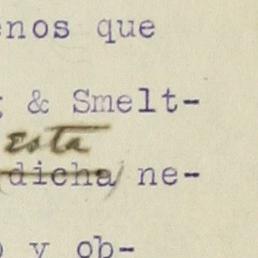 enos que
& Smelt-
esta
dicha ne-
o y ob-